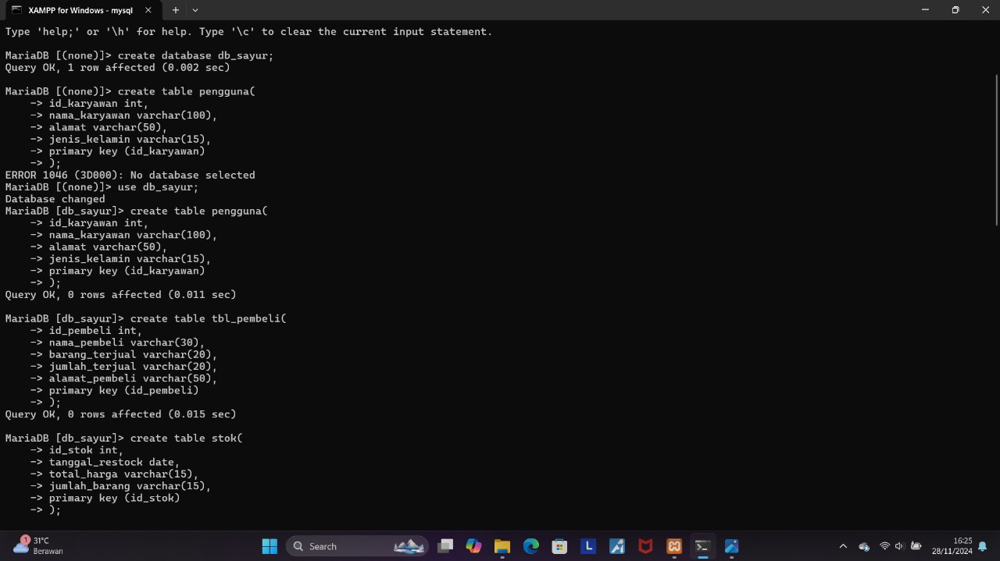 XAMPP for Windows - mysql
Type 'help;' or '\h' for help. Type '\c' to clear the current input statement.
MariaDB [(none)]> create database db_sayur;
Query OK, 1 row affected (0.002 sec)
MariaDB [(none)]> create table pengguna(
-> id_karyawan int,
-> nama_karyawan varchar(100),
-> alamat varchar(50),
-> jenis_kelamin varchar(15),
-> primary key (id_karyawan)
-> );
ERROR 1046 (3D000): No database selected
MariaDB [(none)]> use db_sayur;
Database changed
MariaDB [db_sayur]> create table pengguna(
-> id_karyawan int,
-> nama_karyawan varchar(100),
-> alamat varchar(50),
-> jenis_kelamin varchar(15),
-> primary key (id_karyawan)
-> );
Query OK, 0 rows affected (0.011 sec)
MariaDB [db_sayur]> create table tbl_pembeli(
-> id_pembeli int,
-> nama_pembeli varchar(30),
-> barang_terjual varchar(20),
-> jumlah_terjual varchar(20),
-> alamat_pembeli varchar(50),
-> primary key (id_pembeli)
-> );
Query OK, 0 rows affected (0.015 sec)
MariaDB [db_sayur]> create table stok(
-> id_stok int,
-> tanggal_restock date,
-> total_harga varchar(15),
-> jumlah_barang varchar(15),
-> primary key (id_stok)
-> );
1
31°C
Berawan
Search
L
16:25
28/11/2024